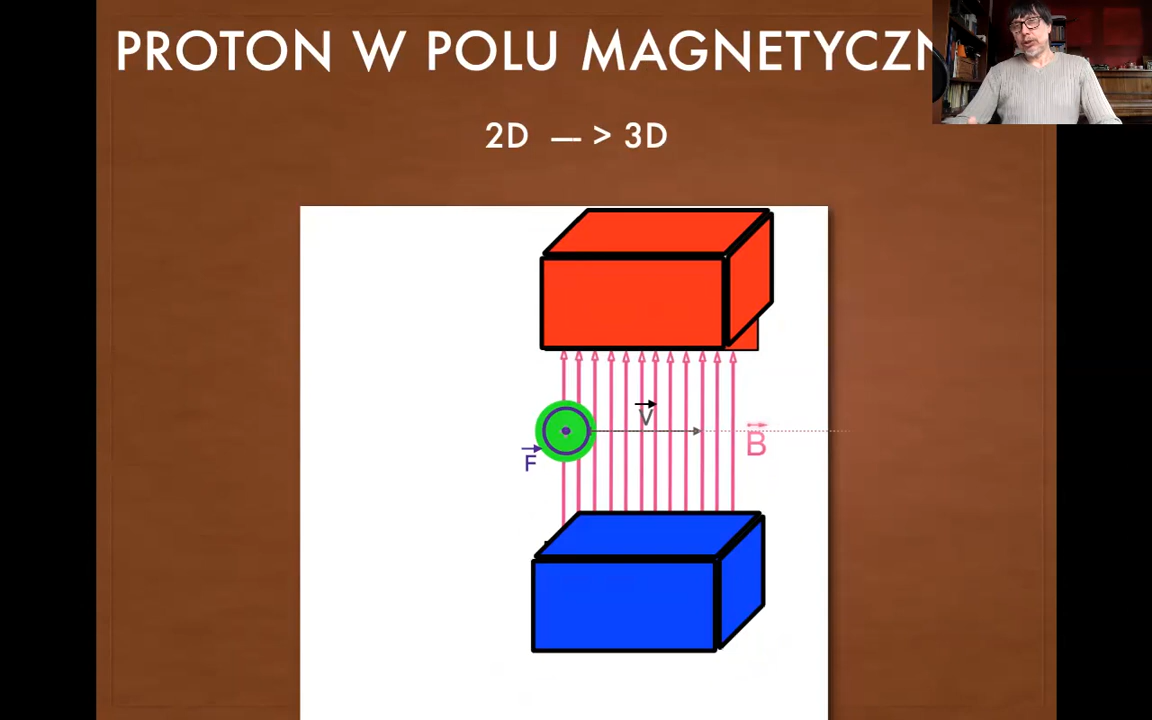 PROTON W POLU MAGNETYCZN
2D — > 3D
V
B
F